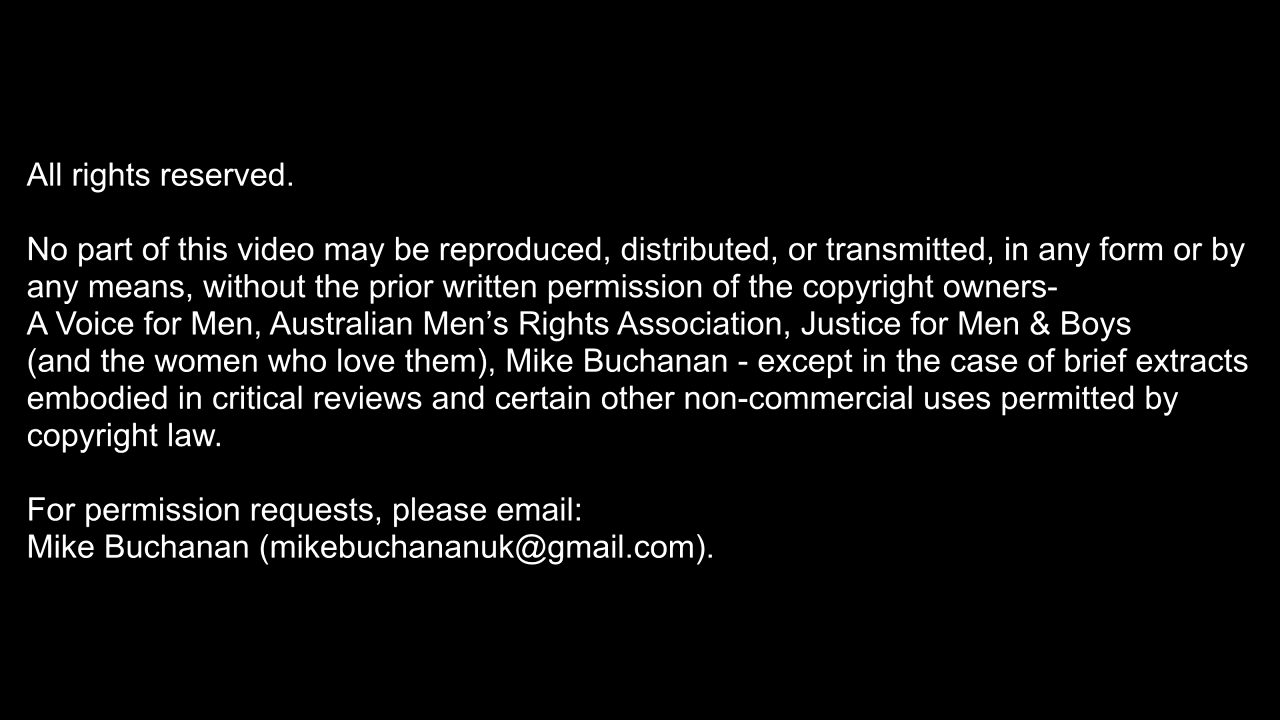 All rights reserved.
No part of this video may be reproduced, distributed, or transmitted, in any form or by
any means, without the prior written permission of the copyright owners-
A Voice for Men, Australian Men’s Rights Association, Justice for Men & Boys
(and the women who love them), Mike Buchanan - except in the case of brief extracts
embodied in critical reviews and certain other non-commercial uses permitted by
copyright law.
For permission requests, please email:
Mike Buchanan (mikebuchananuk@gmail.com).